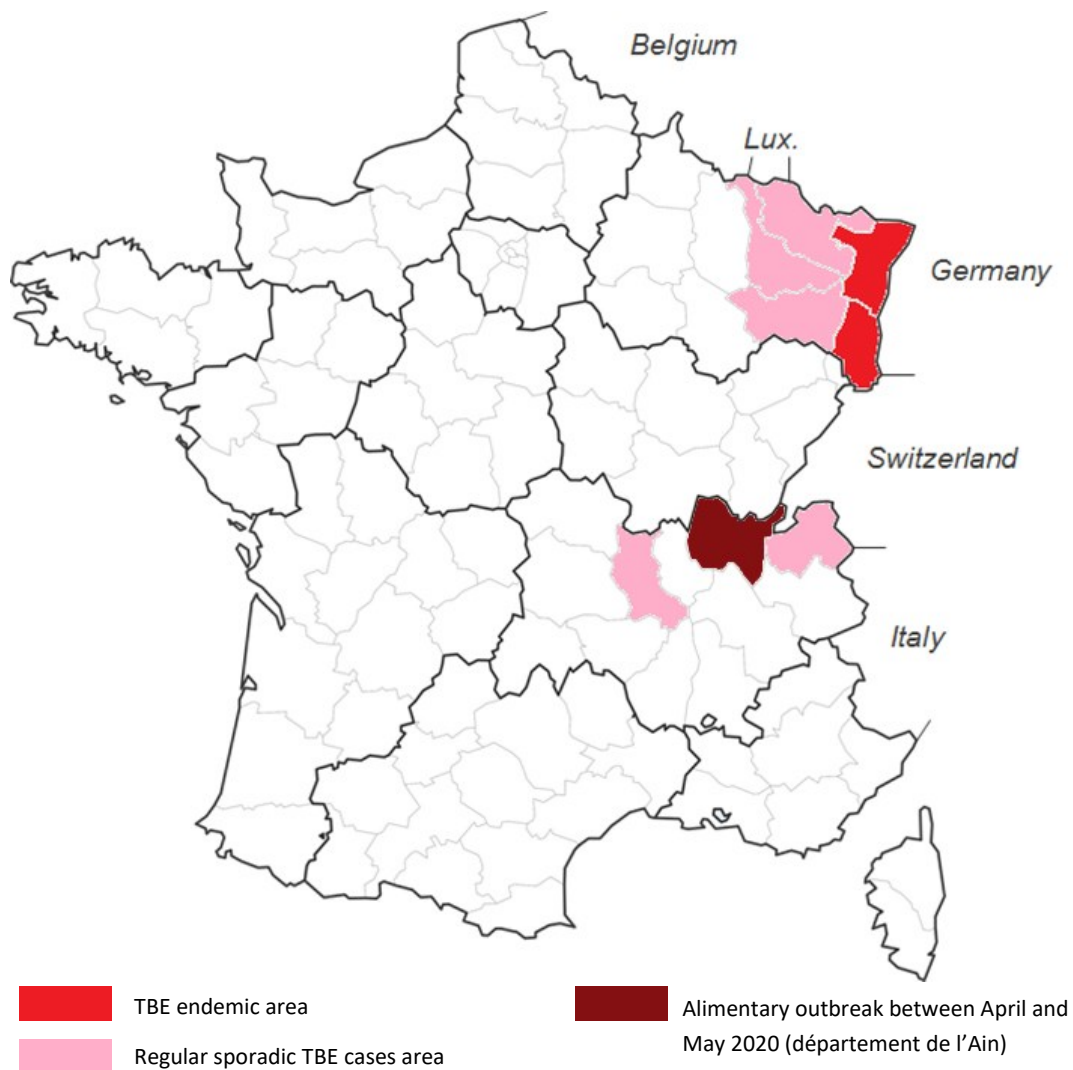 Belgium
Lux.
Germany
Switzerland
Italy
TBE endemic area
Regular sporadic TBE cases area
Alimentary outbreak between April and
May 2020 (département de l’Ain)